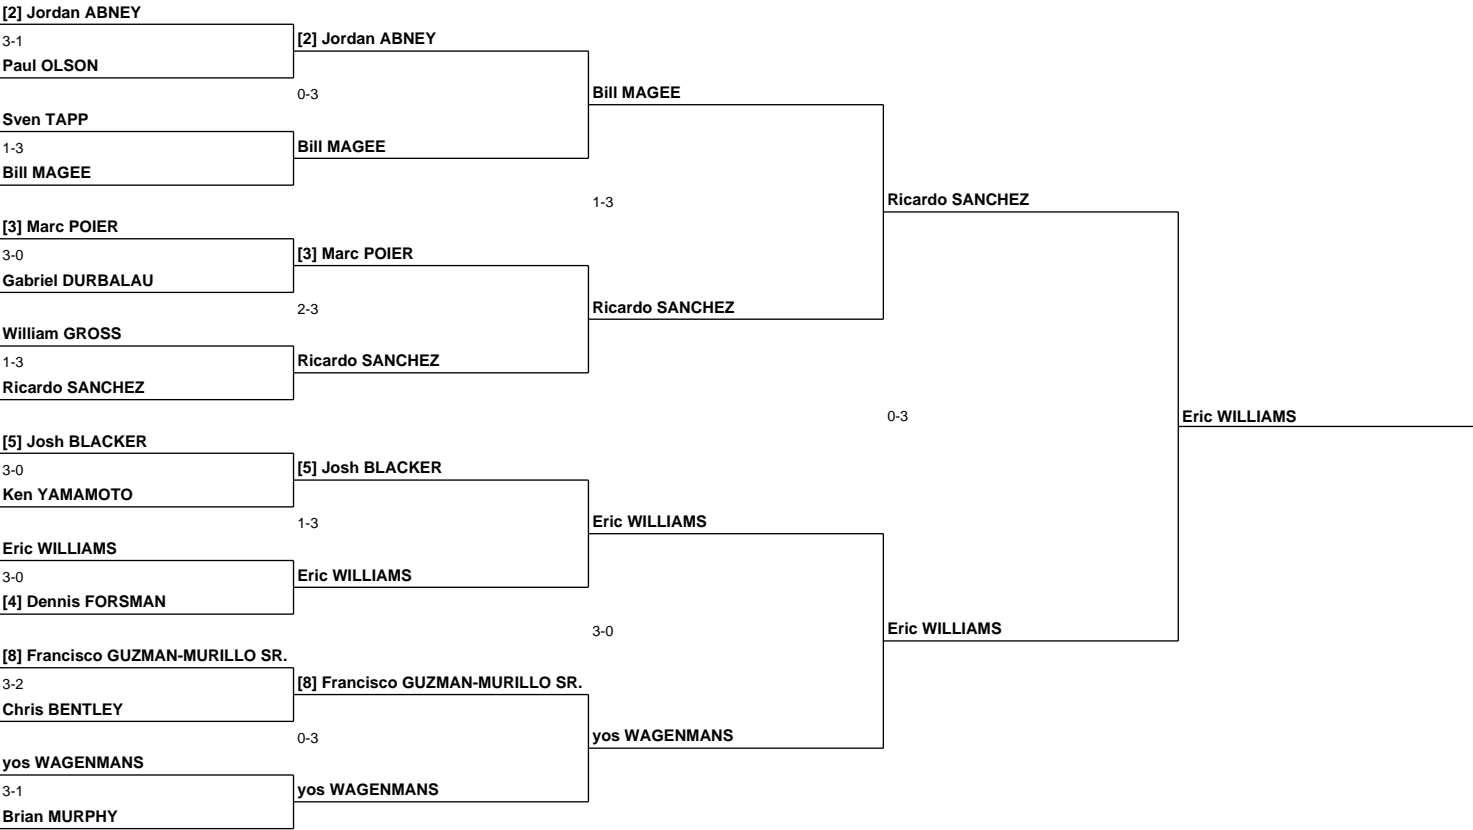 [2] Jordan ABNEY
3-1
Paul OLSON
Sven TAPP
1-3
Bill MAGEE
[3] Marc POIER
3-0
Gabriel DURBALAU
William GROSS
1-3
Ricardo SANCHEZ
[5] Josh BLACKER
3-0
Ken YAMAMOTO
Eric WILLIAMS
3-0
[4] Dennis FORSMAN
[8] Francisco GUZMAN-MURILLO SR.
3-2
Chris BENTLEY
yos WAGENMANS
3-1
Brian MURPHY
[2] Jordan ABNEY
0-3
Bill MAGEE
[3] Marc POIER
2-3
Ricardo SANCHEZ
[5] Josh BLACKER
1-3
Eric WILLIAMS
[8] Francisco GUZMAN-MURILLO SR.
0-3
yos WAGENMANS
Bill MAGEE
1-3
Ricardo SANCHEZ
Eric WILLIAMS
3-0
yos WAGENMANS
Ricardo SANCHEZ
0-3
Eric WILLIAMS
Eric WILLIAMS